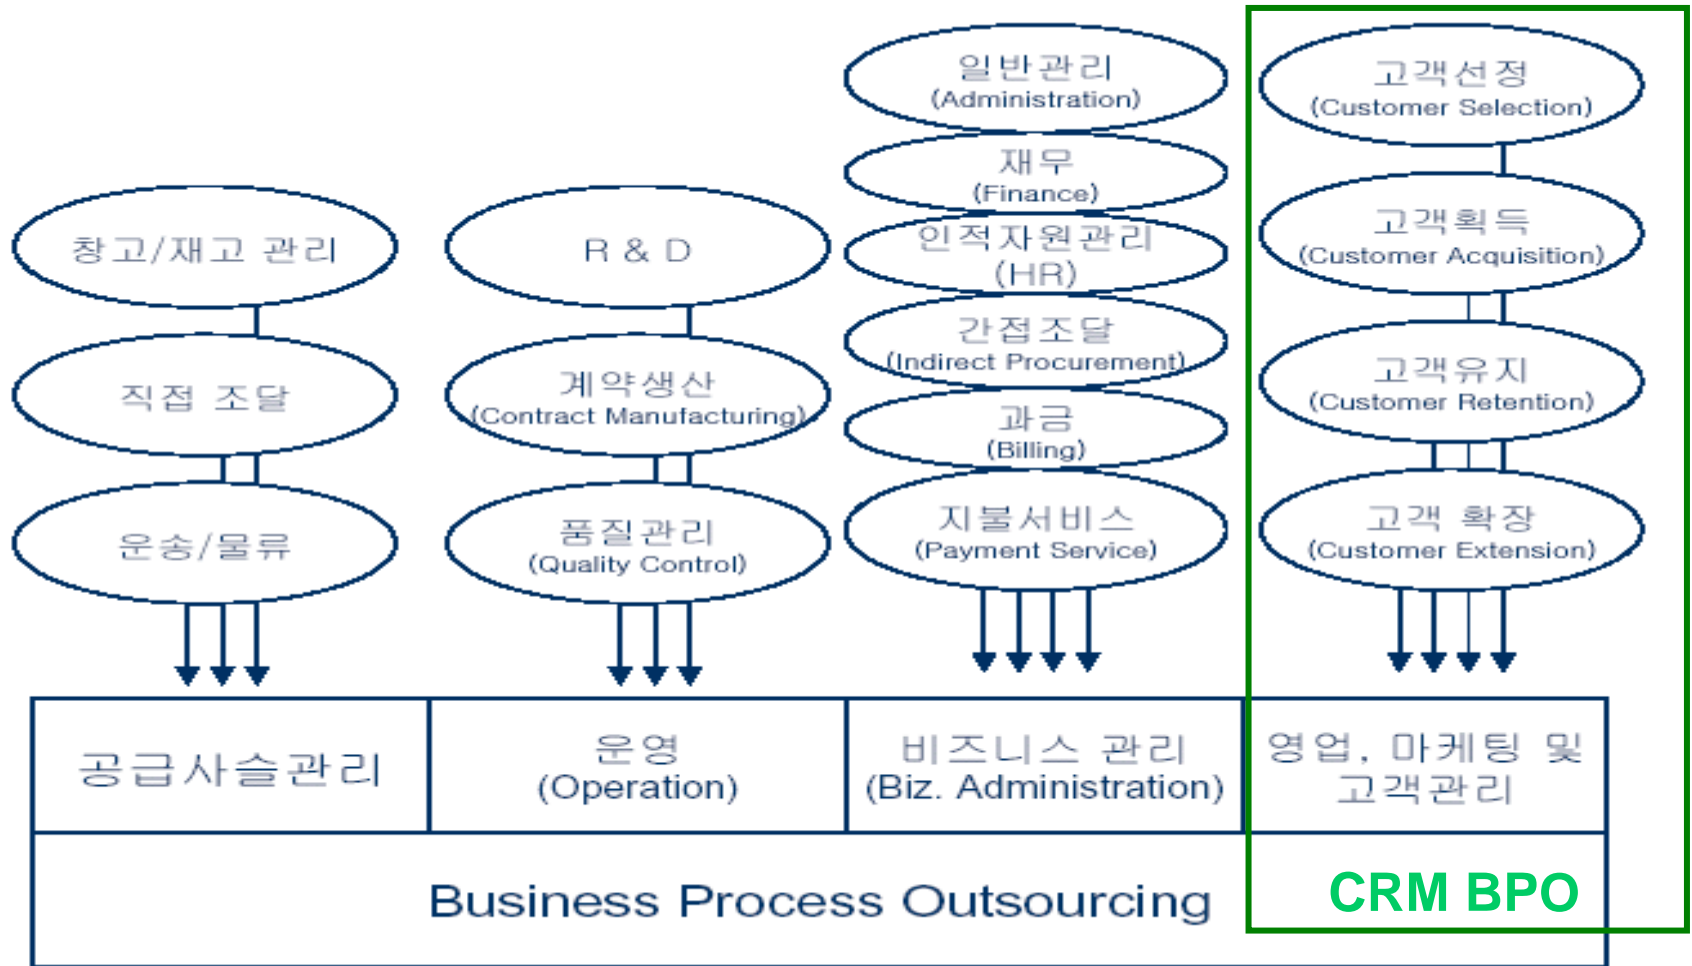 창고/재고 관리
직접 조달
운송/물류
R & D
계약생산
(Contract Manufacturing)
품질관리
(Quality Control)
일반관리
(Administration)
재무
(Finance)
인적자원관리
(HR)
간접조달
(Indirect Procurement)
과금
(Billing)
지불서비스
(Payment Service)
고객선정
(Customer Selection)
고객획득
(Customer Acquisition)
고객유지
(Customer Retention)
고객 확장
(Customer Extension)
공급사슬관리
운영
(Operation)
비즈니스 관리
(Biz. Administration)
영업, 마케팅 및
고객관리
Business Process Outsourcing
CRM BPO